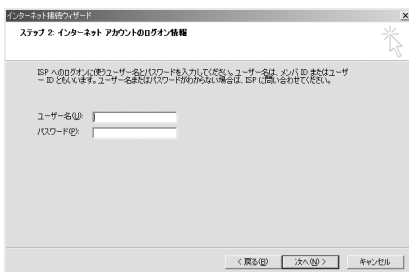 インターネット接続ウィザード
ステップ 2: インターネット アカウントのログオン情報
ISP へのログオンに使うユーザー名とパスワードを入力してください。ユーザー名は、メンバ ID またはユーザ
ー ID ともいいます。ユーザー名またはパスワードがわからない場合は、ISP に問い合わせてください。
ユーザー名(U):
パスワード(P):
< 戻る(B)
次へ(N) >
キャンセル